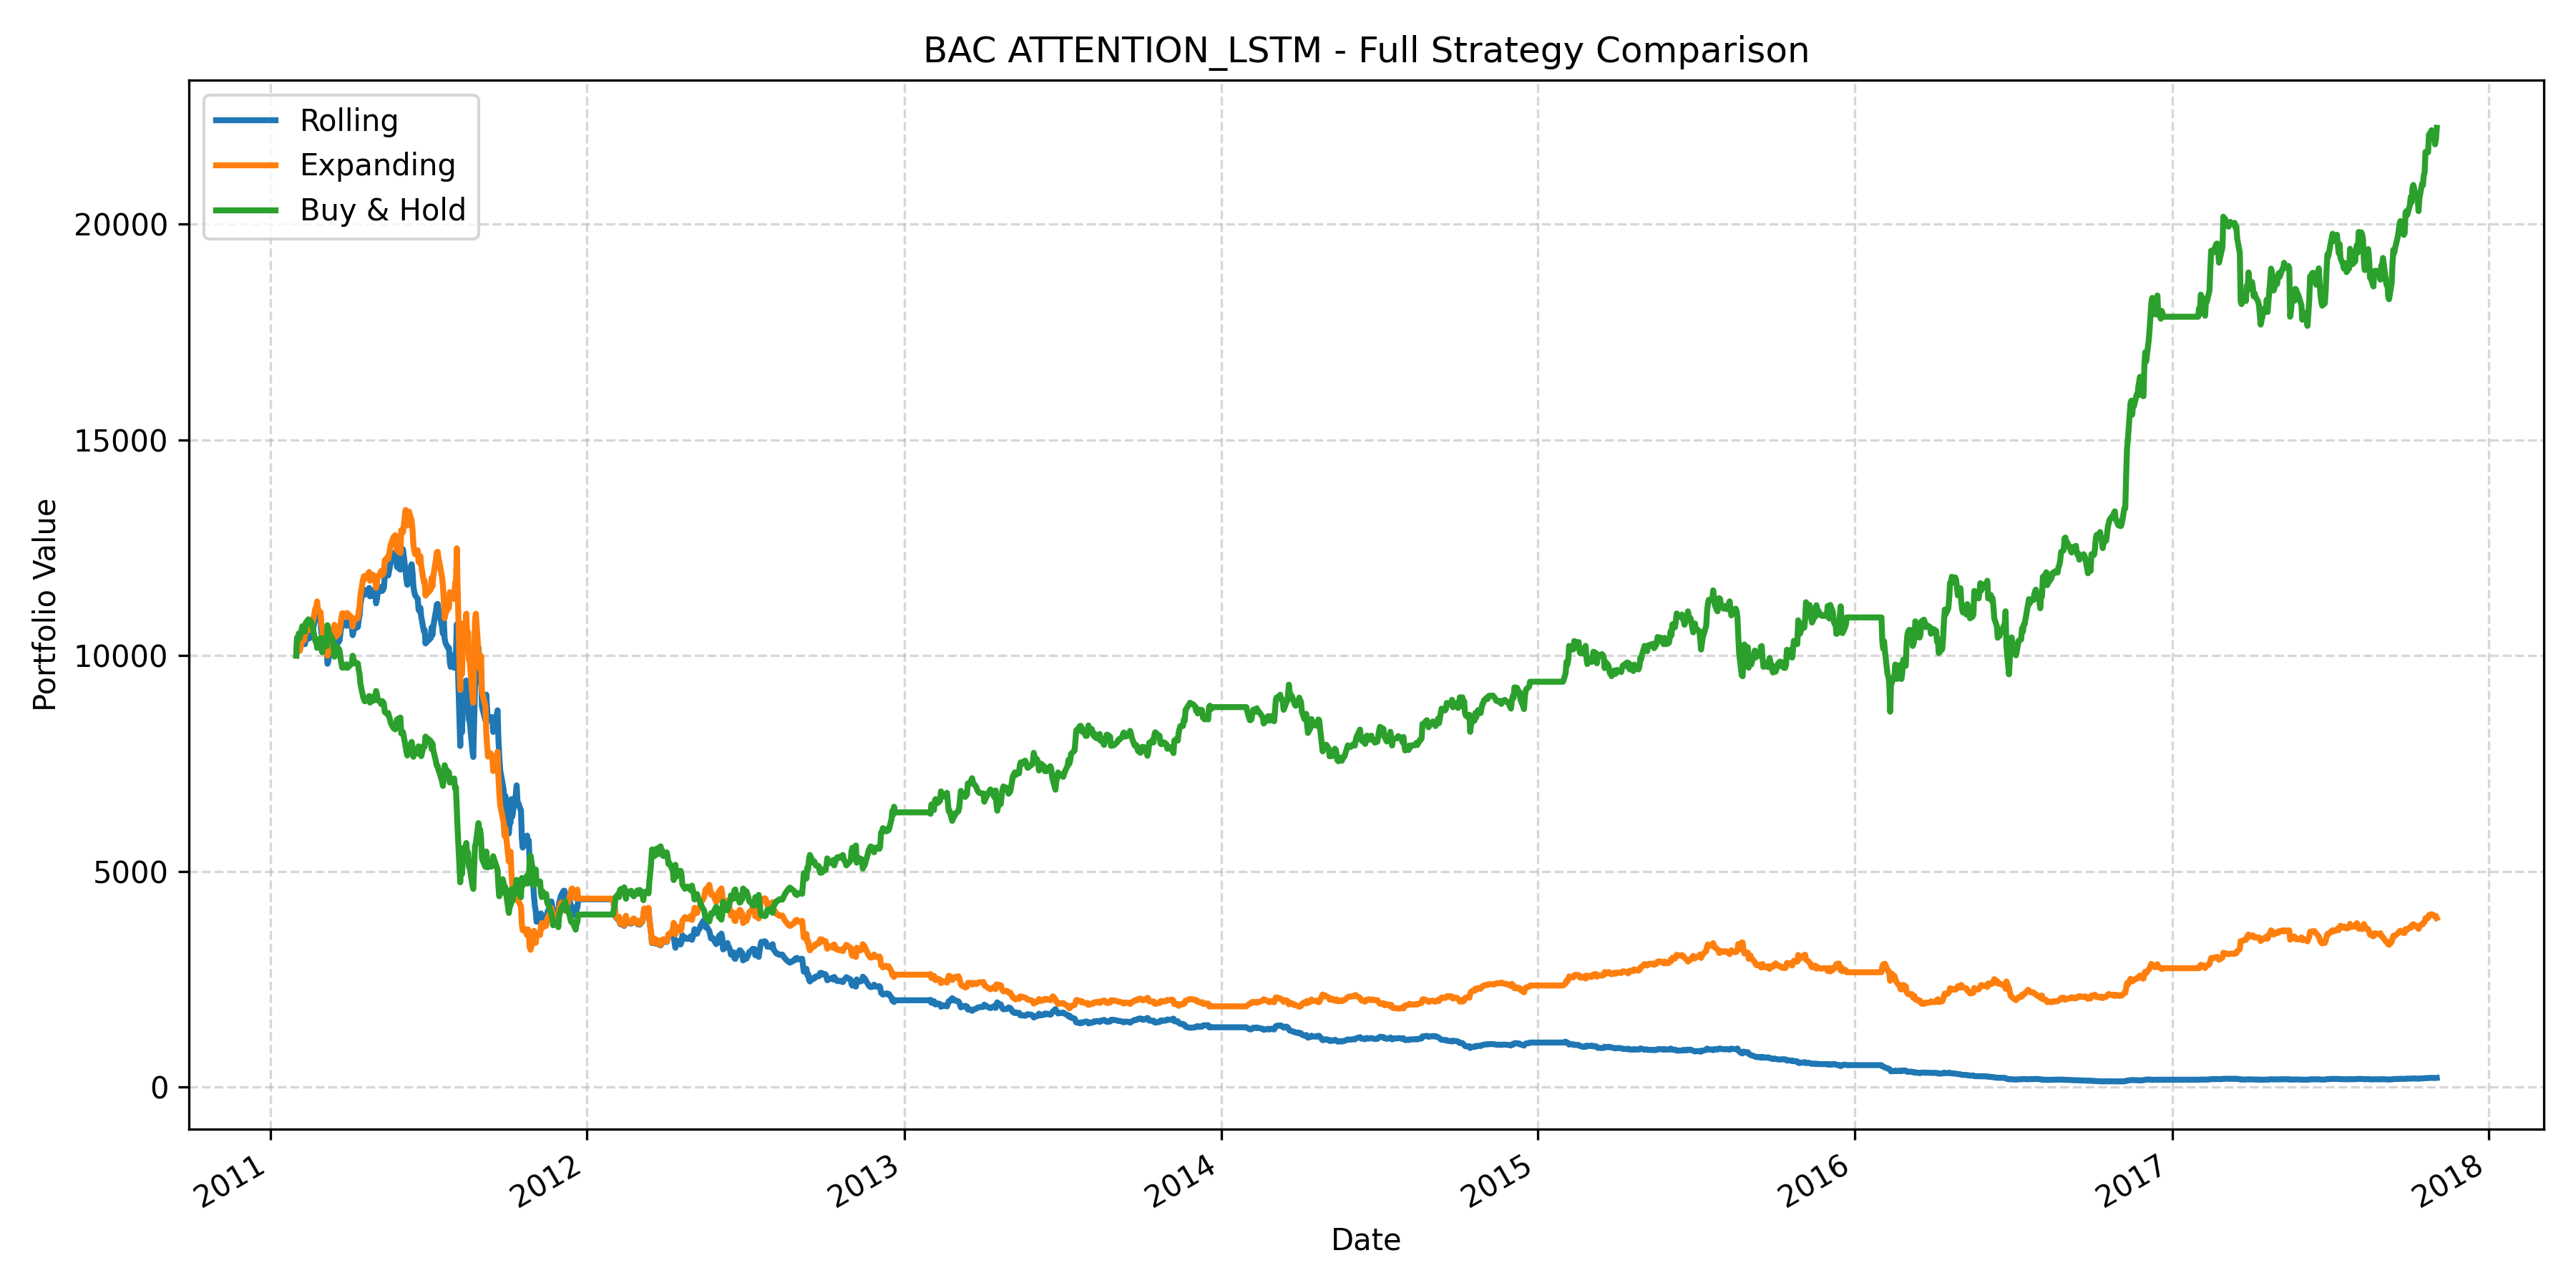 BAC ATTENTION_LSTM - Full Strategy Comparison
Rolling
Expanding
Buy & Hold
Portfolio Value
20000
15000
10000
5000
0
2011
2012
2013
2014
2015
2016
2017
2018
Date